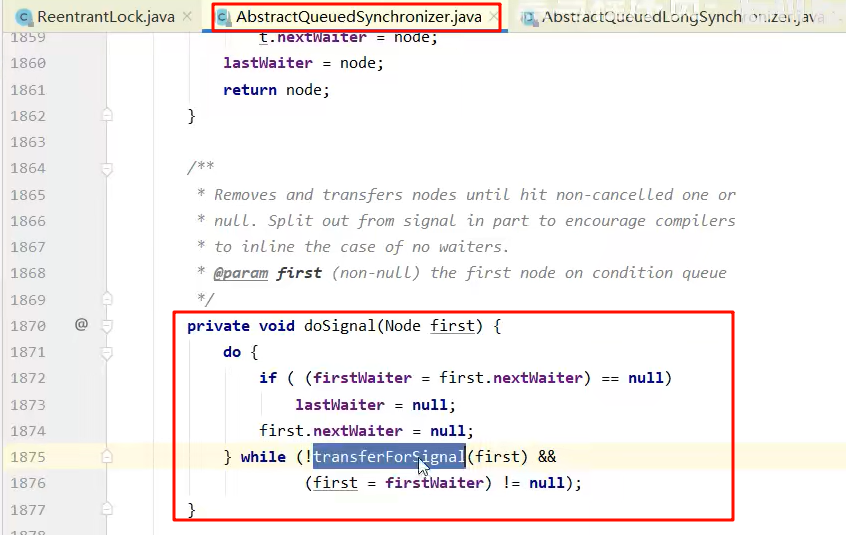 ReentrantLock.java
AbstractQueuedSynchronizer.java
AbstractQueuedLongSynchronizer.java
1859 t.nextWaiter = node;
1860 lastWaiter = node;
1861 return node;
1862 }
1863
1864 /**
1865 * Removes and transfers nodes until hit non-cancelled one or
1866 * null. Split out from signal in part to encourage compilers
1867 * to inline the case of no waiters.
1868 * @param first (non-null) the first node on condition queue
1869 */
1870 @ private void doSignal(Node first) {
1871 do {
1872 if ( (firstWaiter = first.nextWaiter) == null)
1873 lastWaiter = null;
1874 first.nextWaiter = null;
1875 } while (!transferForSignal(first) &&
1876 (first = firstWaiter) != null);
1877 }
1878